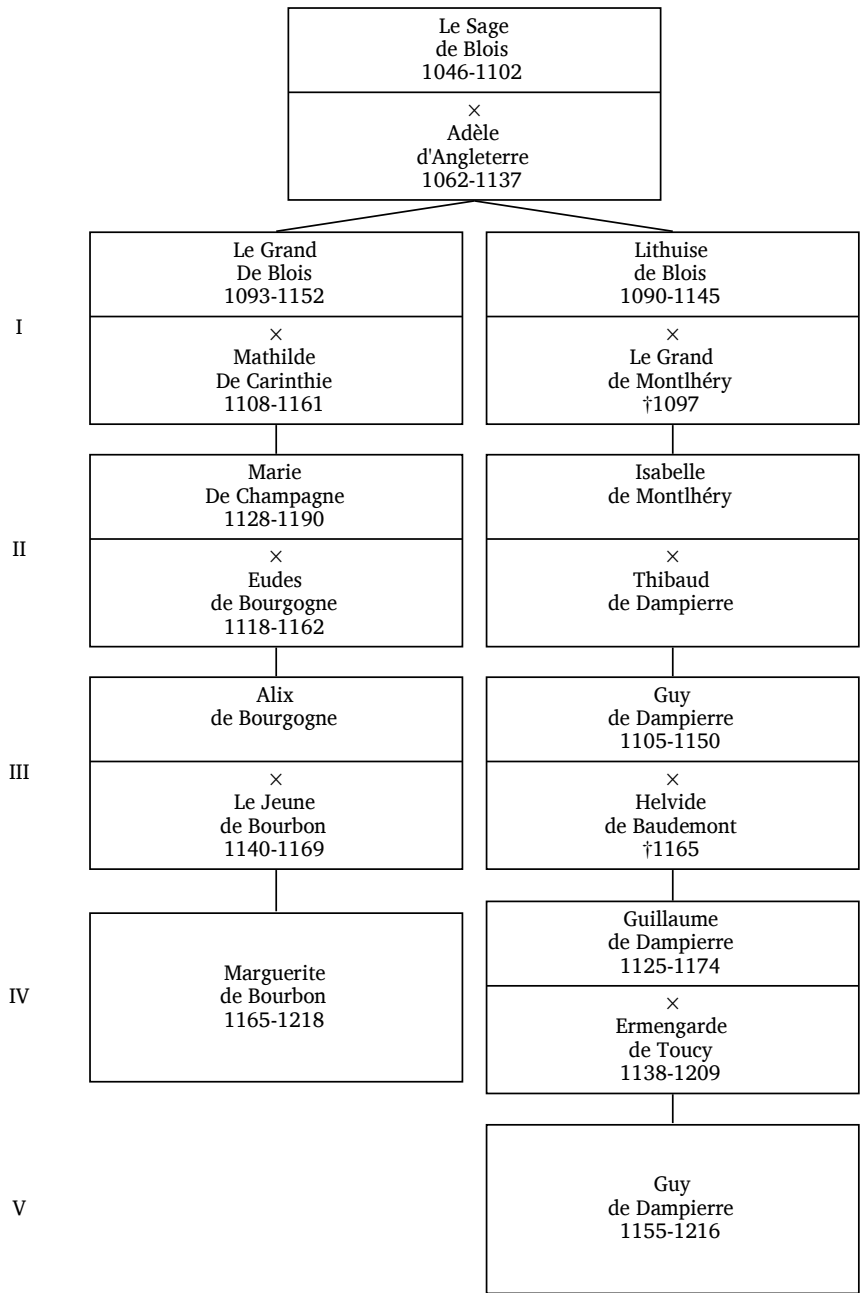 Le Sage
de Blois
1046-1102
×
Adèle
d'Angleterre
1062-1137
I
Le Grand
De Blois
1093-1152
×
Mathilde
De Carinthie
1108-1161
Lithuise
de Blois
1090-1145
×
Le Grand
de Montlhéry
†1097
II
Marie
De Champagne
1128-1190
×
Eudes
de Bourgogne
1118-1162
Isabelle
de Montlhéry
×
Thibaud
de Dampierre
III
Alix
de Bourgogne
×
Le Jeune
de Bourbon
1140-1169
Guy
de Dampierre
1105-1150
×
Helvide
de Baudemont
†1165
IV
Marguerite
de Bourbon
1165-1218
Guillaume
de Dampierre
1125-1174
×
Ermengarde
de Toucy
1138-1209
V
Guy
de Dampierre
1155-1216